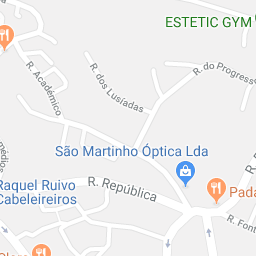 ESTETIC GYM
R. do Progress
R. dos Lusíadas
R. Académico
São Martinho Óptica Lda
Raquel Ruivo
Cabeleireiros
R. República
Pada
R. Font